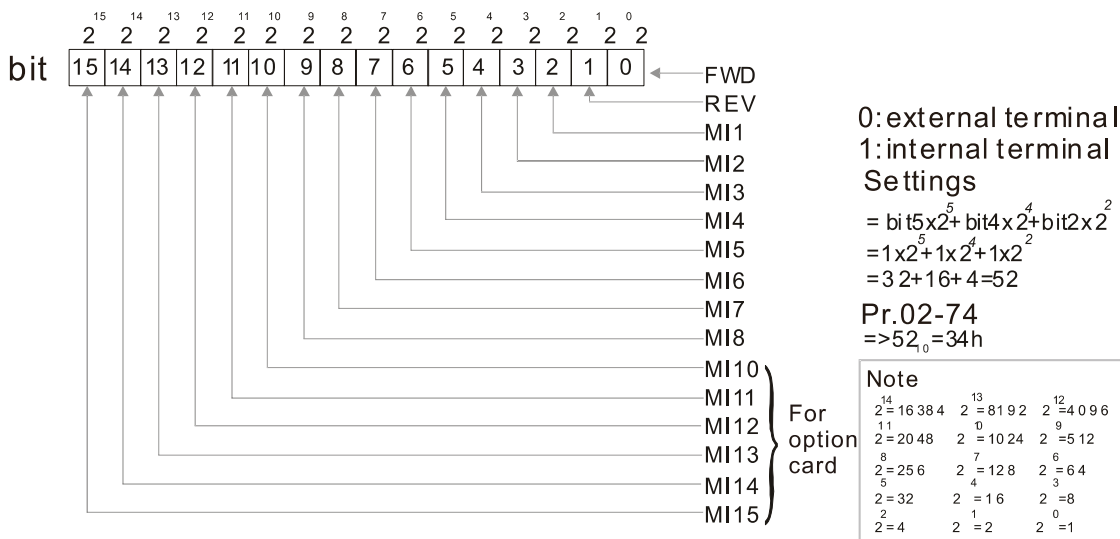 2^15 2^14 2^13 2^12 2^11 2^10 2^9 2^8 2^7 2^6 2^5 2^4 2^3 2^2 2^1 2^0
bit 15 14 13 12 11 10 9 8 7 6 5 4 3 2 1 0
FWD
REV
MI1
MI2
MI3
MI4
MI5
MI6
MI7
MI8
MI10
MI11
MI12
MI13
MI14
MI15
For
option
card
0:external terminal
1:internal terminal
Settings
= bit5x2^5+bit4x2^4+bit2x2^2
=1x2^5+1x2^4+1x2^2
=32+16+4=52
Pr.02-74
=>52₁₀=34h
Note
2^14=16384 2^13=8192 2^12=4096
2^11=2048 2^10=1024 2^9=512
2^8=256 2^7=128 2^6=64
2^5=32 2^4=16 2^3=8
2^2=4 2^1=2 2^0=1